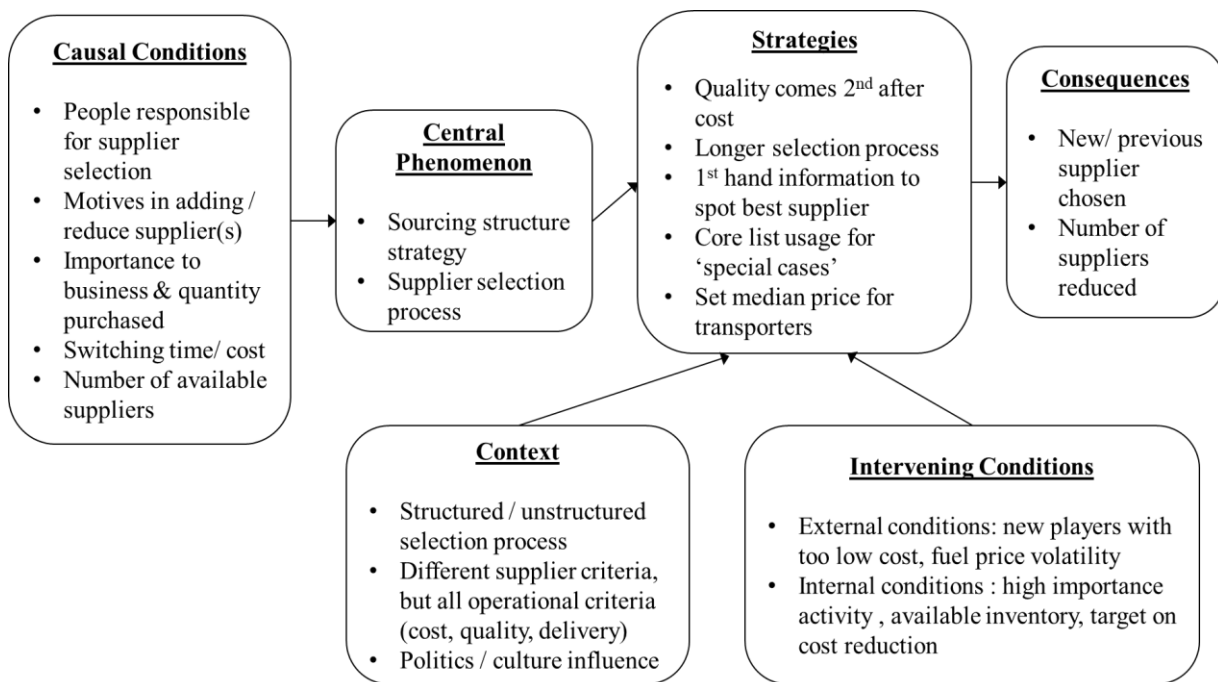 Causal Conditions
• People responsible
for supplier
selection
• Motives in adding /
reduce supplier(s)
• Importance to
business & quantity
purchased
• Switching time/ cost
• Number of available
suppliers
Central
Phenomenon
• Sourcing structure
strategy
• Supplier selection
process
Strategies
• Quality comes 2nd after
cost
• Longer selection process
• 1st hand information to
spot best supplier
• Core list usage for
‘special cases’
• Set median price for
transporters
Consequences
• New/ previous
supplier
chosen
• Number of
suppliers
reduced
Context
• Structured / unstructured
selection process
• Different supplier criteria,
but all operational criteria
(cost, quality, delivery)
• Politics / culture influence
Intervening Conditions
• External conditions: new players with
too low cost, fuel price volatility
• Internal conditions : high importance
activity , available inventory, target on
cost reduction